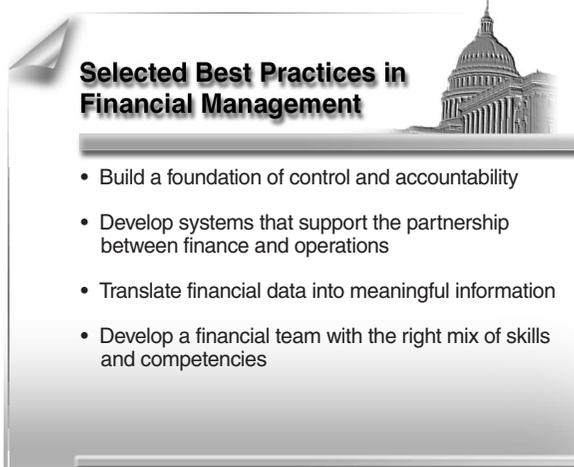 Selected Best Practices in
Financial Management
• Build a foundation of control and accountability
• Develop systems that support the partnership
between finance and operations
• Translate financial data into meaningful information
• Develop a financial team with the right mix of skills
and competencies